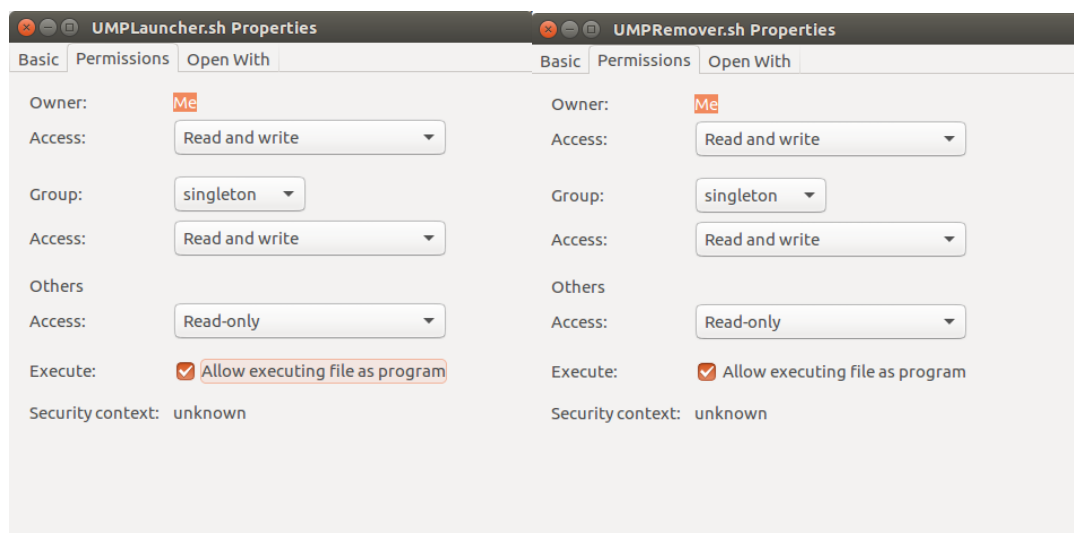 UMPLauncher.sh Properties
Basic Permissions Open With
Owner: Me
Access: Read and write
Group: singleton
Access: Read and write
Others
Access: Read-only
Execute: Allow executing file as program
Security context: unknown
UMPRemover.sh Properties
Basic Permissions Open With
Owner: Me
Access: Read and write
Group: singleton
Access: Read and write
Others
Access: Read-only
Execute: Allow executing file as program
Security context: unknown